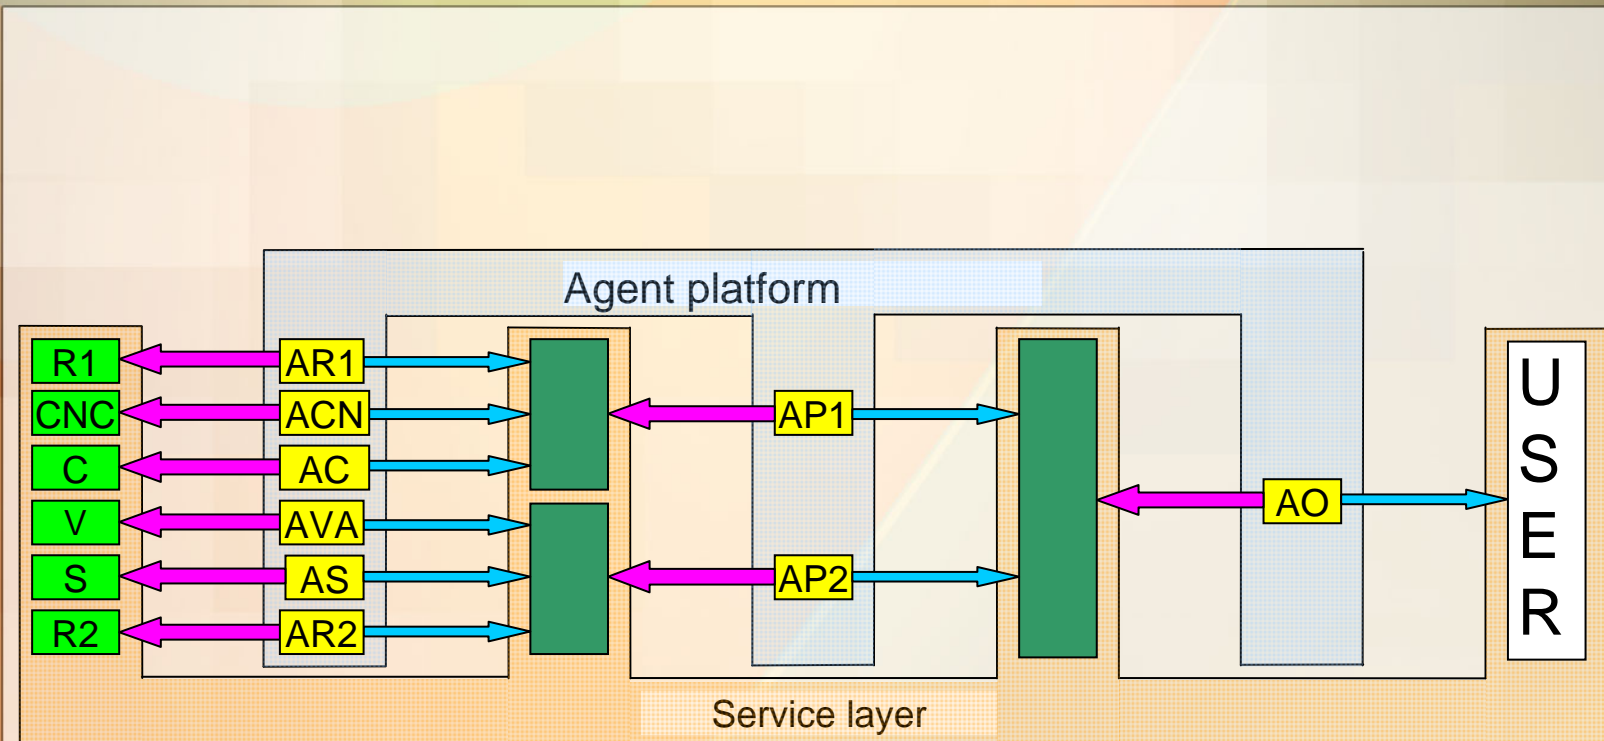 Agent platform
R1 AR1
CNC ACN AP1
C AC
V AVA AO
S AS AP2
R2 AR2
U
S
E
R
Service layer